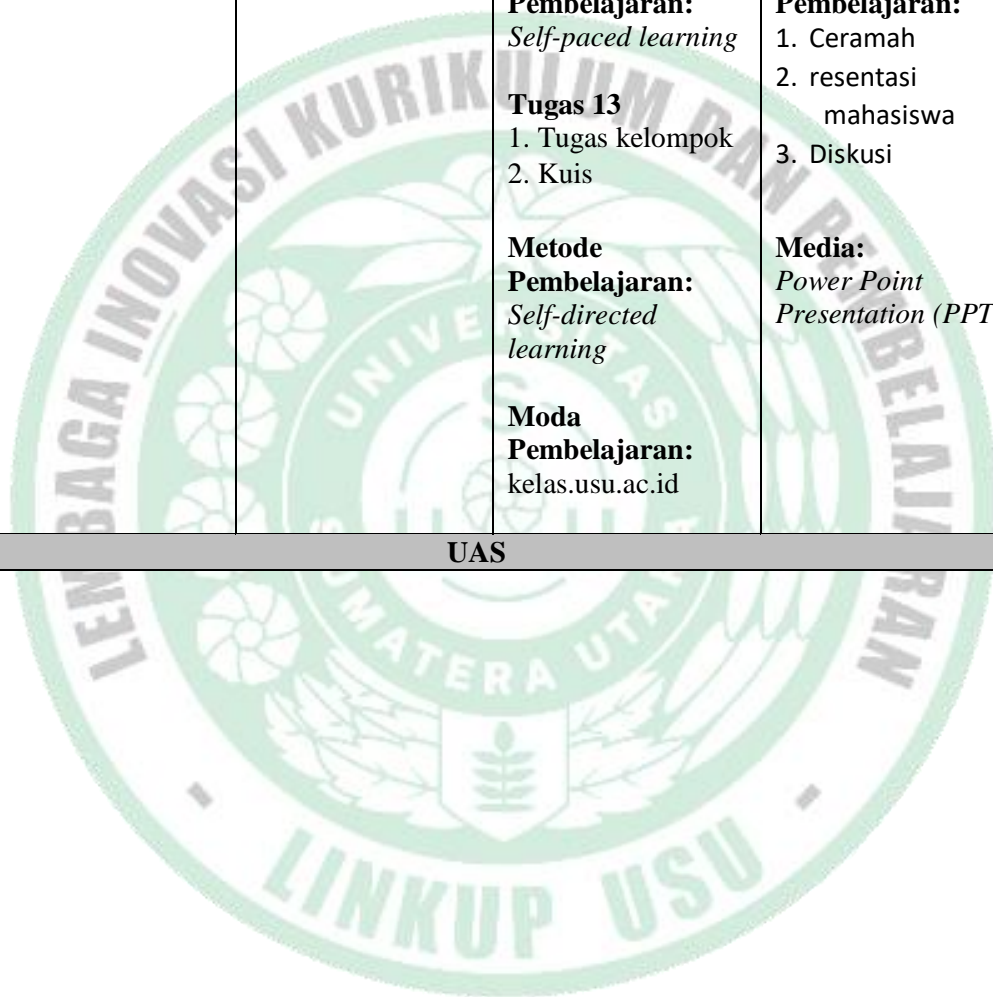 Pembelajaran:
Self-paced learning
Tugas 13
1. Tugas kelompok
2. Kuis
Metode
Pembelajaran:
Self-directed
learning
Moda
Pembelajaran:
kelas.usu.ac.id
Pembelajaran:
1. Ceramah
2. resentasi
mahasiswa
3. Diskusi
Media:
Power Point
Presentation (PPT
UAS
LEMBAGA INOVASI KURIKULUM DAN PEMBELAJARAN
UNIVERSITAS
SUMATERA UTARA
- LINKUP USU -